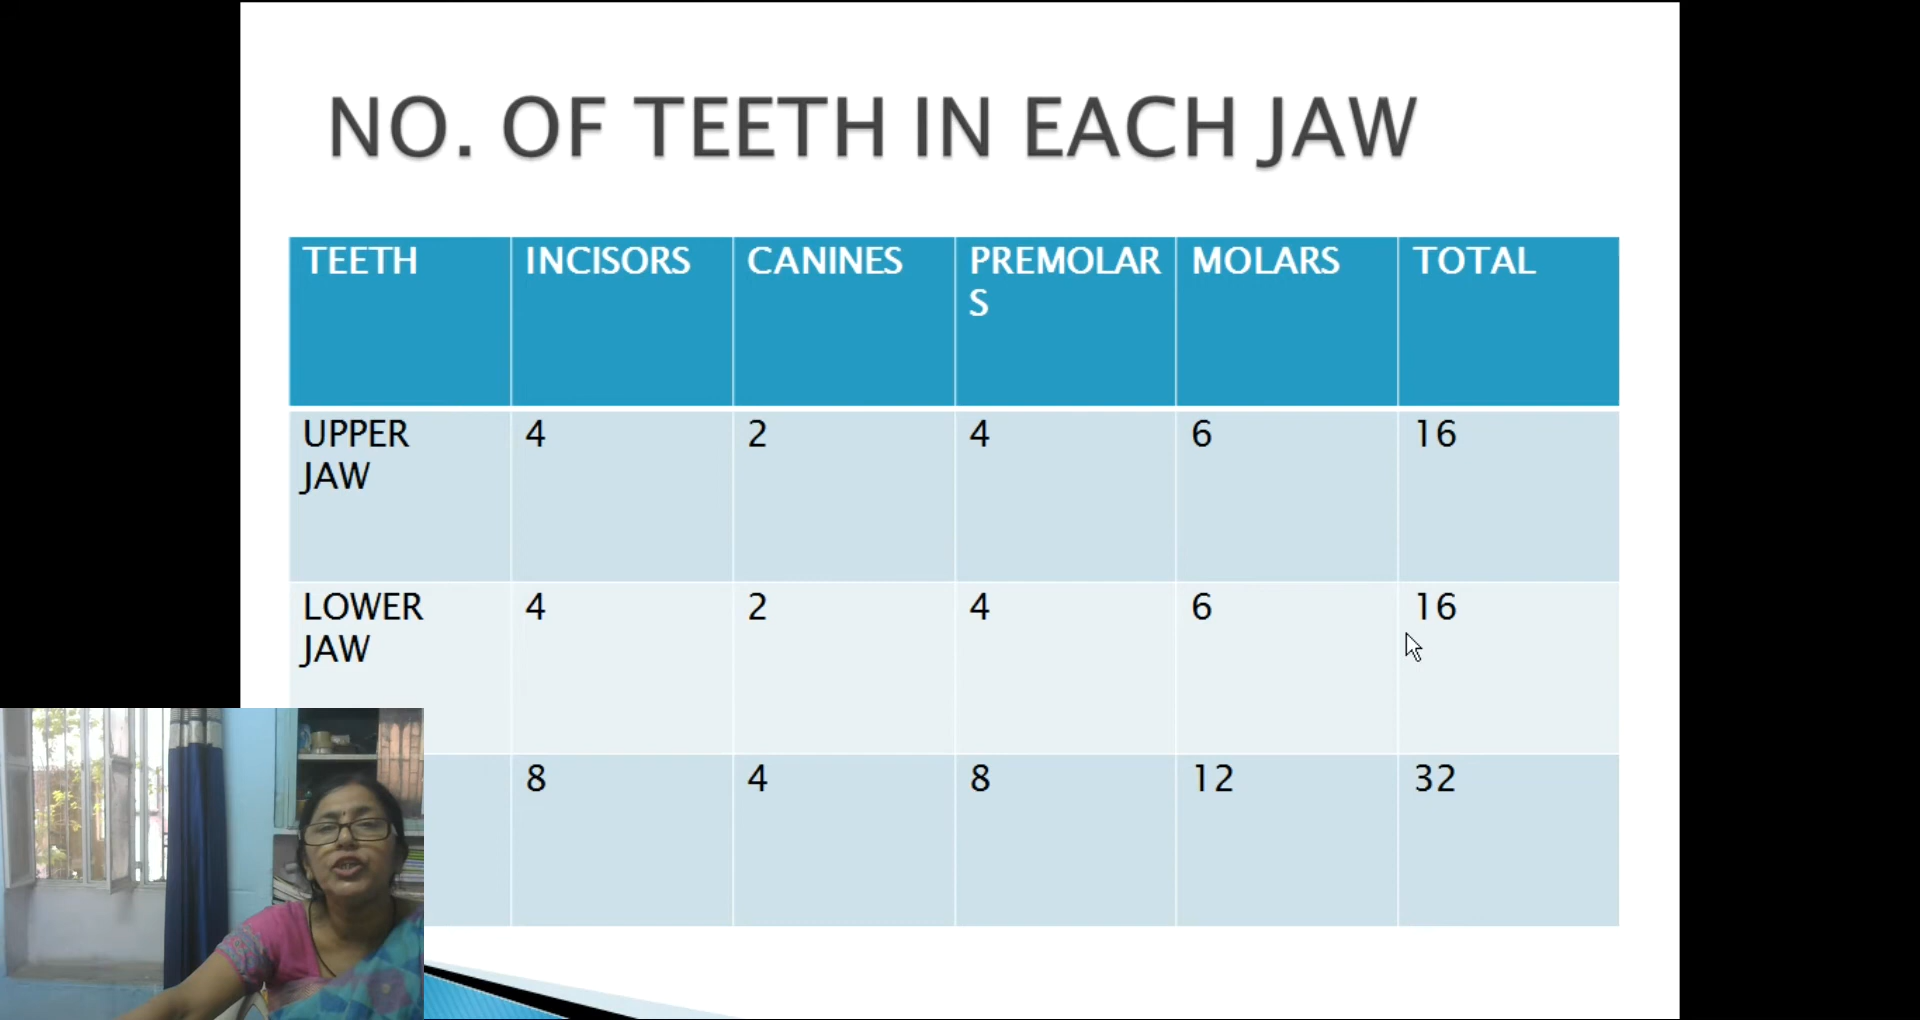 NO. OF TEETH IN EACH JAW
TEETH INCISORS CANINES PREMOLAR MOLARS TOTAL
S
UPPER 4 2 4 6 16
JAW
LOWER 4 2 4 6 16
JAW
8 4 8 12 32